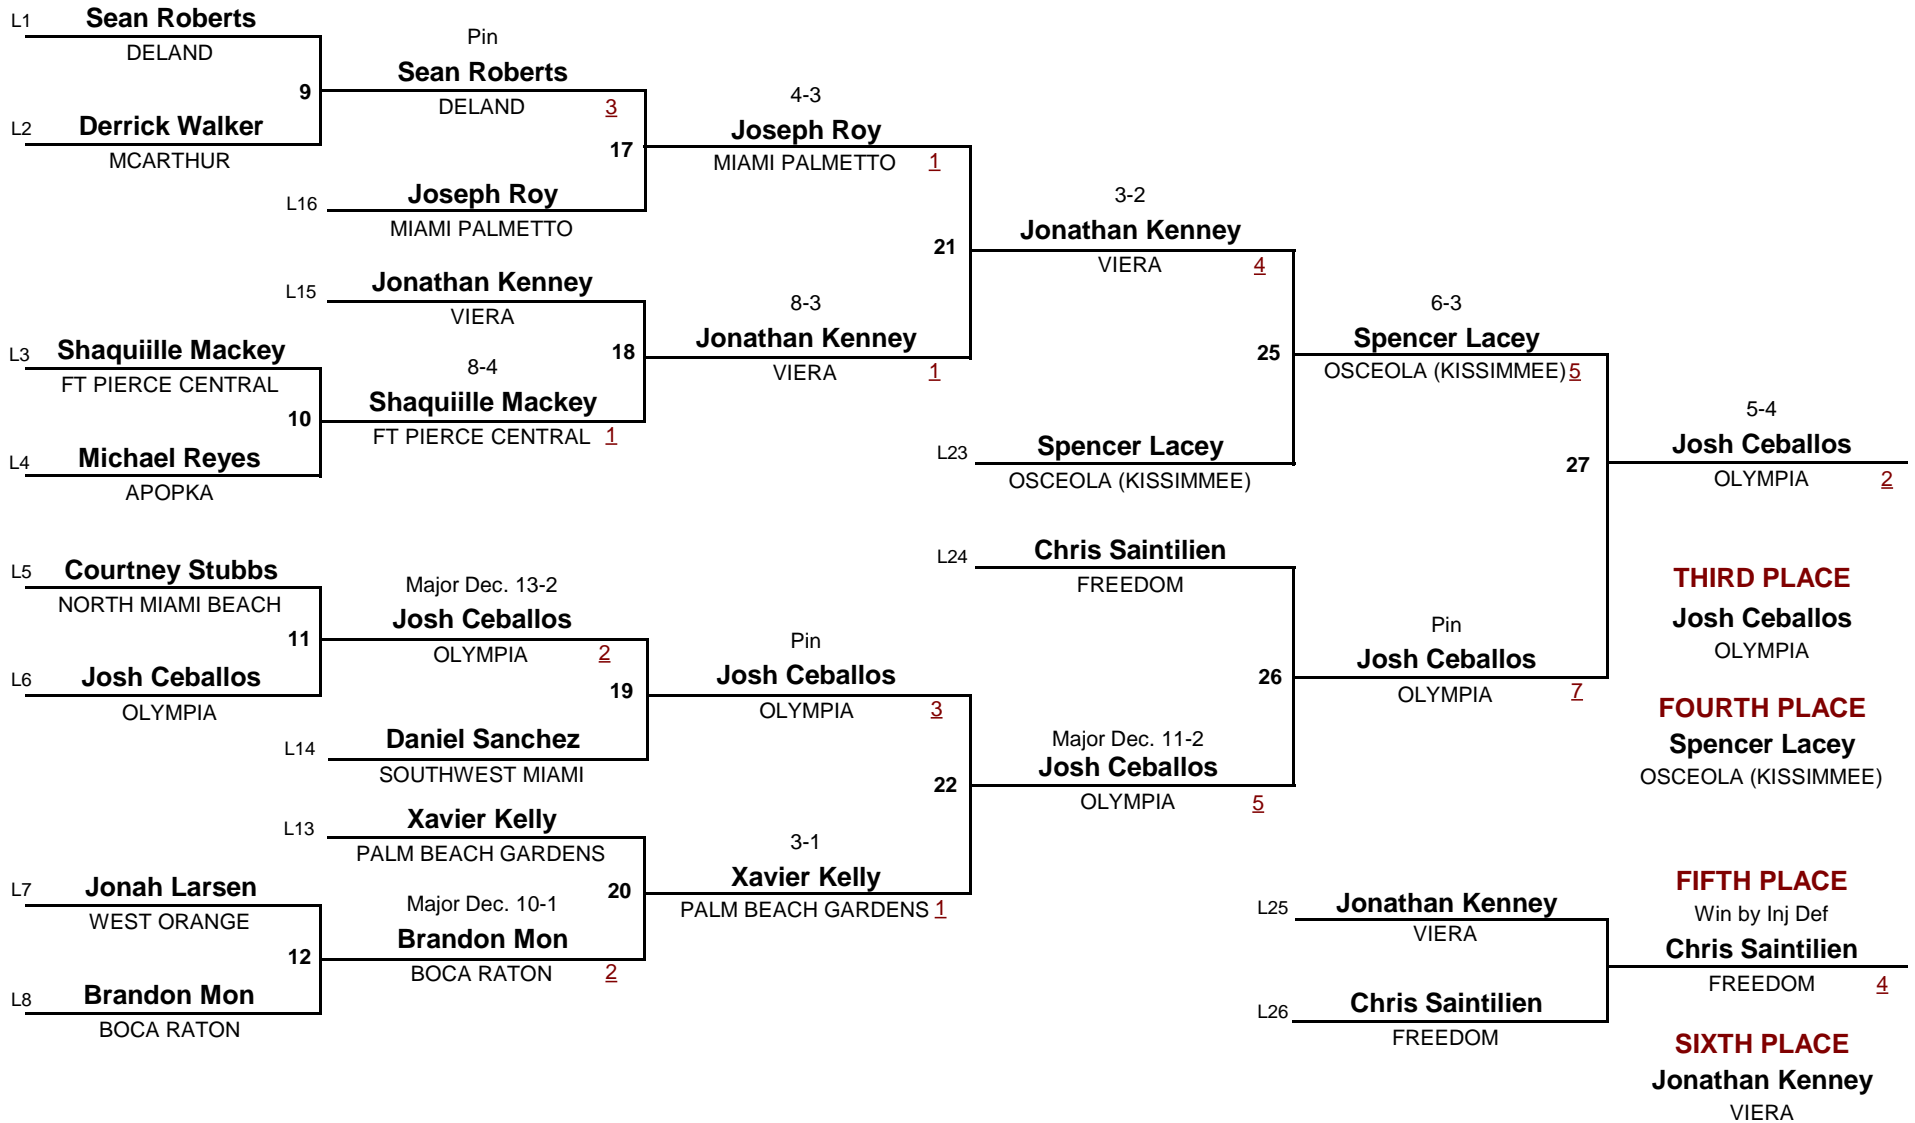 L1 Sean Roberts
DELAND
9
L2 Derrick Walker
MCARTHUR
Pin
Sean Roberts
DELAND 3
17
L16 Joseph Roy
MIAMI PALMETTO
L15 Jonathan Kenney
VIERA
18
L3 Shaquiille Mackey
FT PIERCE CENTRAL
10
L4 Michael Reyes
APOPKA
8-4
Shaquiille Mackey
FT PIERCE CENTRAL 1
4-3
Joseph Roy
MIAMI PALMETTO 1
21
8-3
Jonathan Kenney
VIERA 1
3-2
Jonathan Kenney
VIERA 4
25
L23 Spencer Lacey
OSCEOLA (KISSIMMEE)
6-3
Spencer Lacey
OSCEOLA (KISSIMMEE) 5
27
5-4
Josh Ceballos
OLYMPIA 2
L5 Courtney Stubbs
NORTH MIAMI BEACH
11
L6 Josh Ceballos
OLYMPIA
Major Dec. 13-2
Josh Ceballos
OLYMPIA 2
19
L14 Daniel Sanchez
SOUTHWEST MIAMI
L13 Xavier Kelly
PALM BEACH GARDENS
20
L7 Jonah Larsen
WEST ORANGE
12
L8 Brandon Mon
BOCA RATON
Major Dec. 10-1
Brandon Mon
BOCA RATON 2
Pin
Josh Ceballos
OLYMPIA 3
22
3-1
Xavier Kelly
PALM BEACH GARDENS 1
L24 Chris Saintilien
FREEDOM
26
Major Dec. 11-2
Josh Ceballos
OLYMPIA 5
Pin
Josh Ceballos
OLYMPIA 7
THIRD PLACE
Josh Ceballos
OLYMPIA
FOURTH PLACE
Spencer Lacey
OSCEOLA (KISSIMMEE)
L25 Jonathan Kenney
VIERA
L26 Chris Saintilien
FREEDOM
FIFTH PLACE
Win by Inj Def
Chris Saintilien
FREEDOM 4
SIXTH PLACE
Jonathan Kenney
VIERA